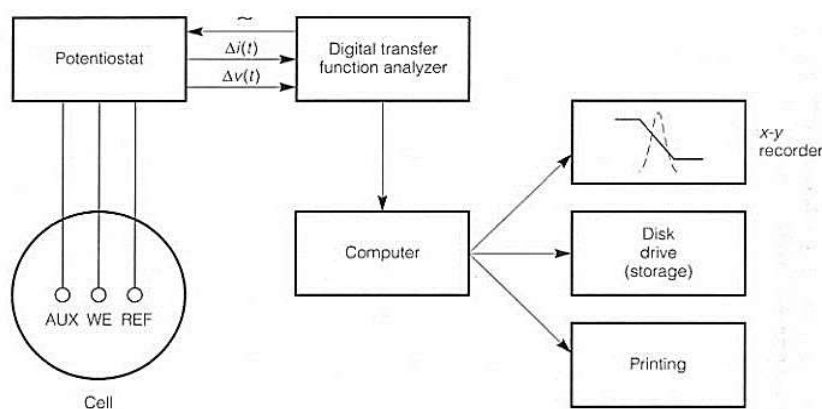 ~
Potentiostat
Δi(t)
Δv(t)
Digital transfer
function analyzer
x-y
recorder
Computer
Disk
drive
(storage)
AUX WE REF
Printing
Cell